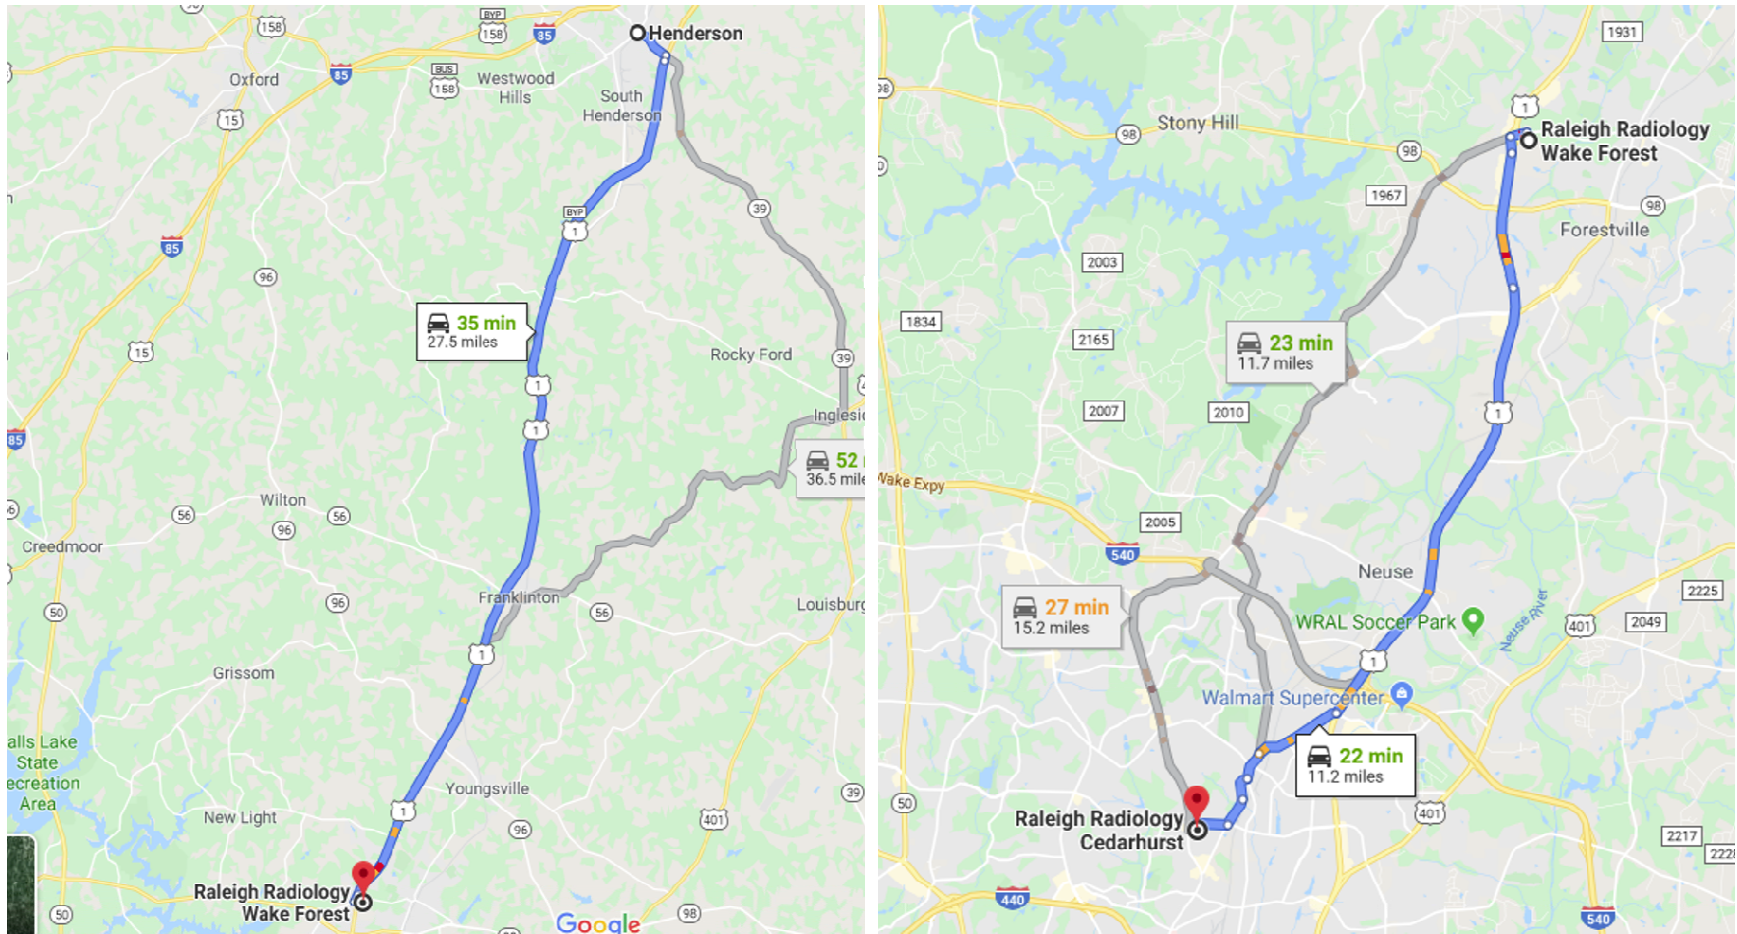 158
BYP
158
85
Henderson
Oxford
85
BUS
158
Westwood
Hills
South
Henderson
15
39
BYP
1
85
96
35 min
27.5 miles
15
Rocky Ford
39
1
Inglesi
1
85
52
36.5 mile
Wilton
56
96
56
Creedmoor
Franklinton
96
56
Louisburg
50
1
Grissom
alls Lake
State
ecreation
Area
Youngsville
39
New Light
1
96
401
Raleigh Radiology
Wake Forest
50
Google
98
1931
98
1
Stony Hill
98
Raleigh Radiology
Wake Forest
98
1967
98
Forestville
2003
1834
2165
23 min
11.7 miles
2007
2010
1
Wake Expy
2005
540
Neuse
2225
27 min
15.2 miles
WRAL Soccer Park
Neuse River
401
2049
1
Walmart Supercenter
22 min
11.2 miles
50
Raleigh Radiology
Cedarhurst
401
2217
222
440
540